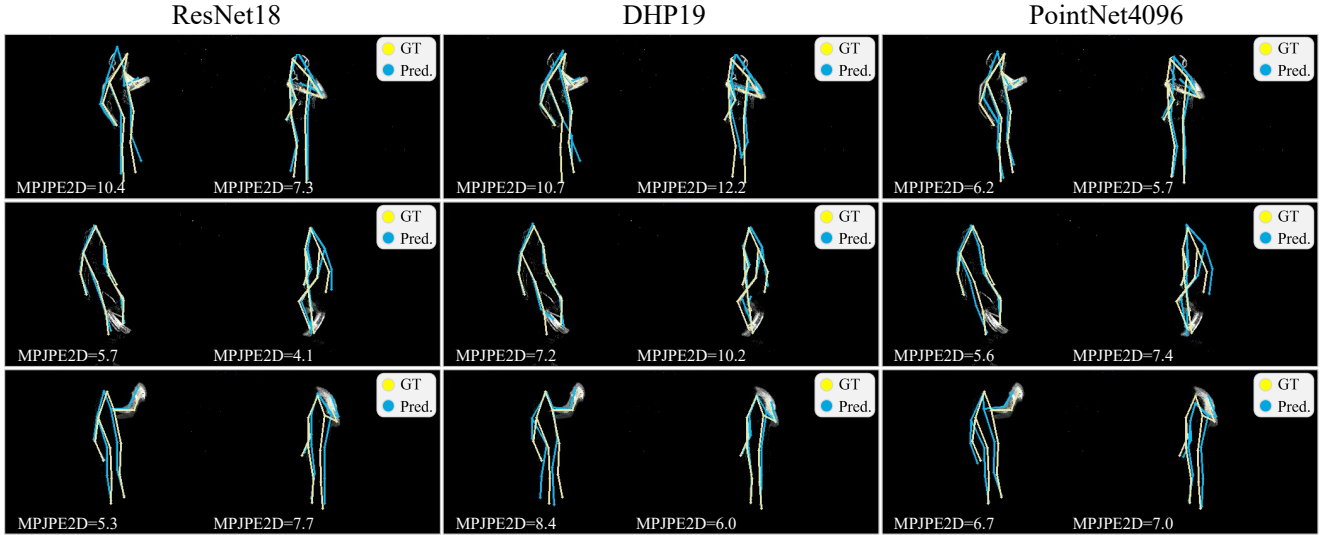 ResNet18 DHP19 PointNet4096
GT GT GT
Pred. Pred. Pred.
MPJPE2D=10.4 MPJPE2D=7.3 MPJPE2D=10.7 MPJPE2D=12.2 MPJPE2D=6.2 MPJPE2D=5.7
GT GT GT
Pred. Pred. Pred.
MPJPE2D=5.7 MPJPE2D=4.1 MPJPE2D=7.2 MPJPE2D=10.2 MPJPE2D=5.6 MPJPE2D=7.4
GT GT GT
Pred. Pred. Pred.
MPJPE2D=5.3 MPJPE2D=7.7 MPJPE2D=8.4 MPJPE2D=6.0 MPJPE2D=6.7 MPJPE2D=7.0